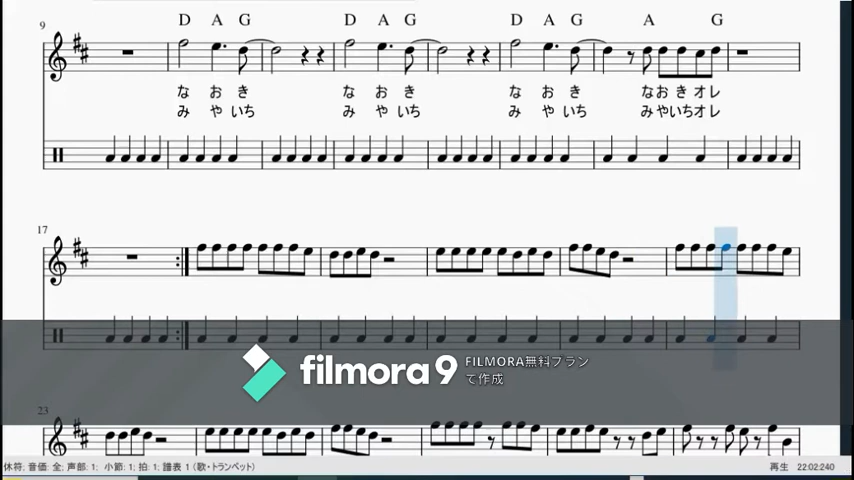 9
D A G D A G D A G A G
な お き な お き な お き なおきオレ
み や いち み や いち み や いち みやいちオレ
17
filmora9 FILMORA無料プラン
で作成
23
休符; 音価: 全; 声部: 1; 小節: 1; 拍: 1; 譜表 1 (歌・トランペット) 再生 22:02:240